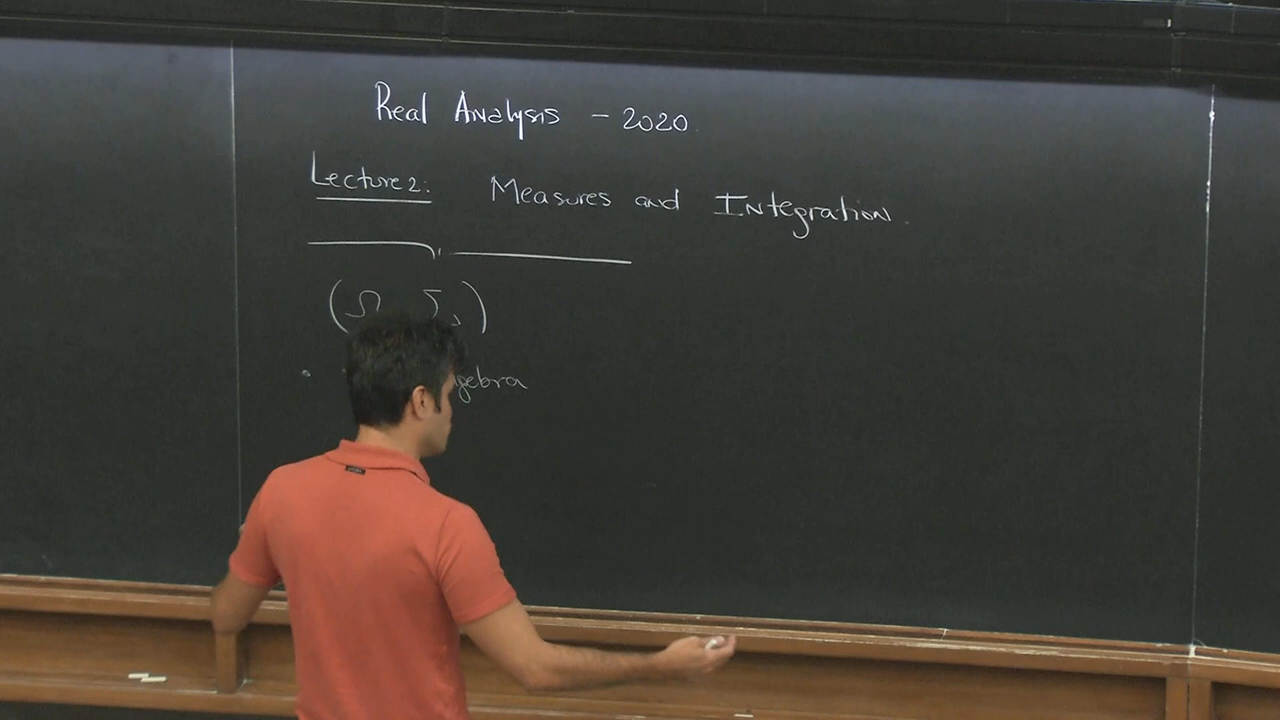 Real Analysis - 2020
Lecture 2: Measures and Integration.
(Ω Σ, )
gebra